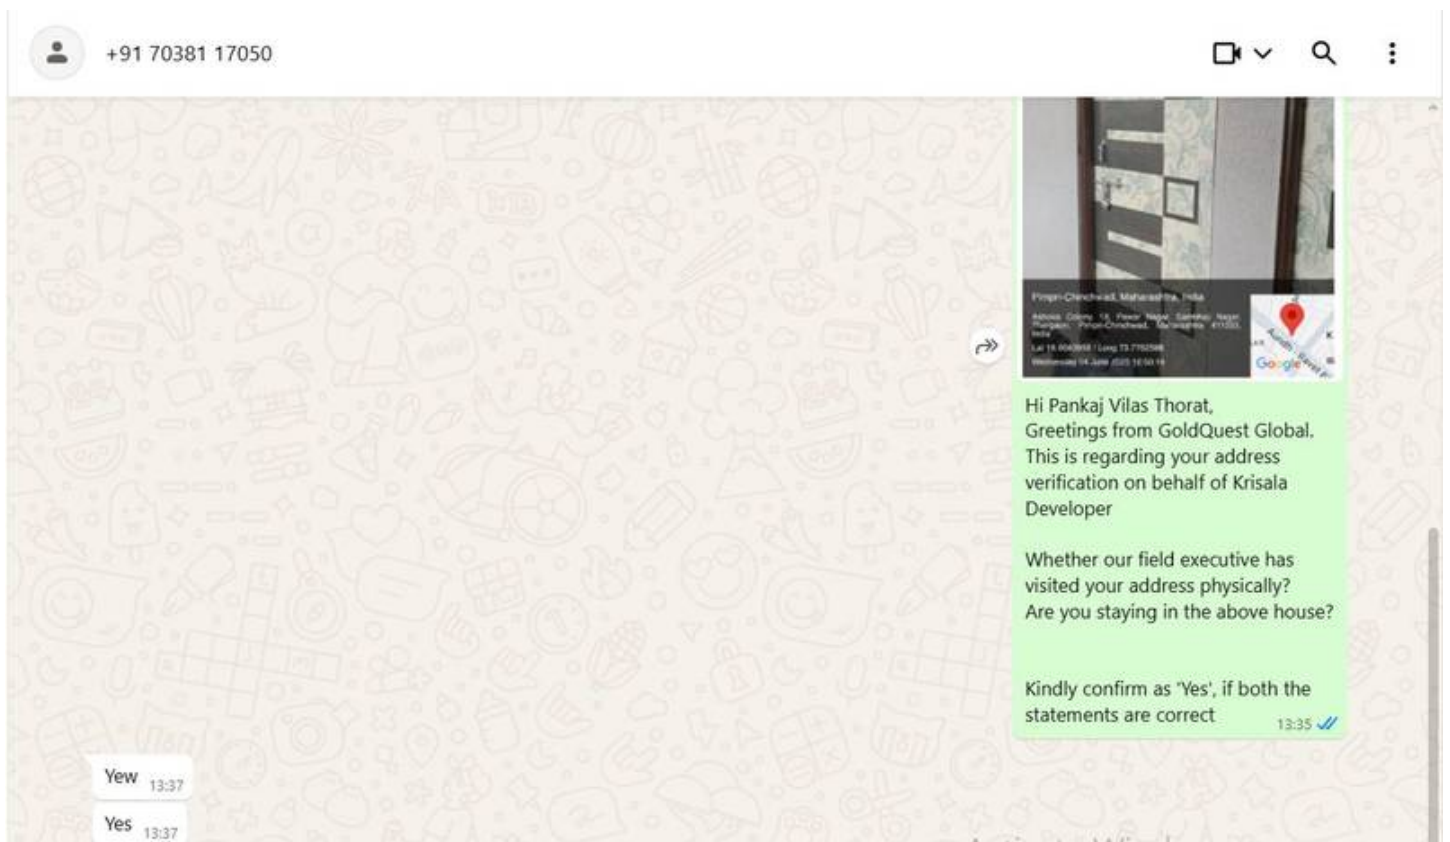 +91 70381 17050
Pimpri-Chinchwad, Maharashtra, India
Google
Hi Pankaj Vilas Thorat,
Greetings from GoldQuest Global.
This is regarding your address
verification on behalf of Krisala
Developer
Whether our field executive has
visited your address physically?
Are you staying in the above house?
Kindly confirm as 'Yes', if both the
statements are correct
13:35
Yew 13:37
Yes 13:37